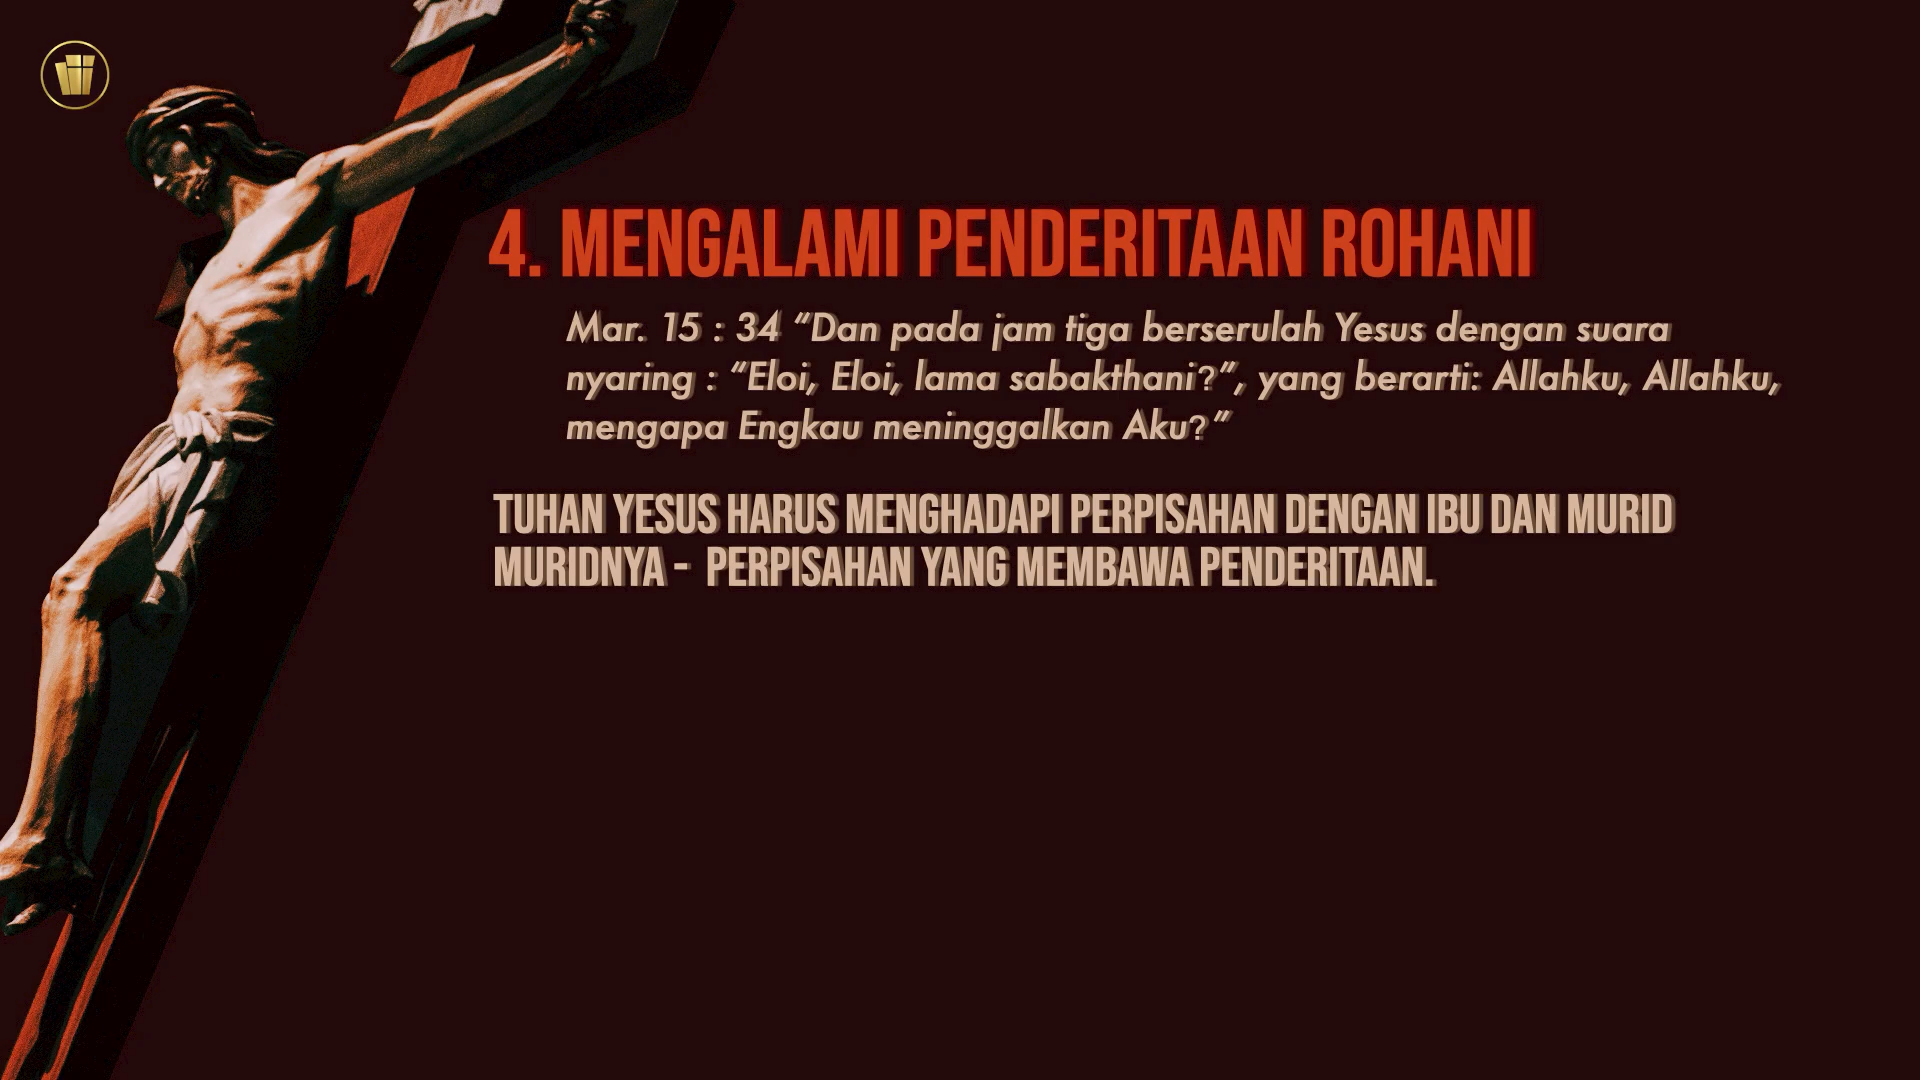 4. MENGALAMI PENDERITAAN ROHANI
Mar. 15 : 34 “Dan pada jam tiga berserulah Yesus dengan suara
nyaring : “Eloi, Eloi, lama sabakthani?”, yang berarti: Allahku, Allahku,
mengapa Engkau meninggalkan Aku?”
TUHAN YESUS HARUS MENGHADAPI PERPISAHAN DENGAN IBU DAN MURID
MURIDNYA - PERPISAHAN YANG MEMBAWA PENDERITAAN.